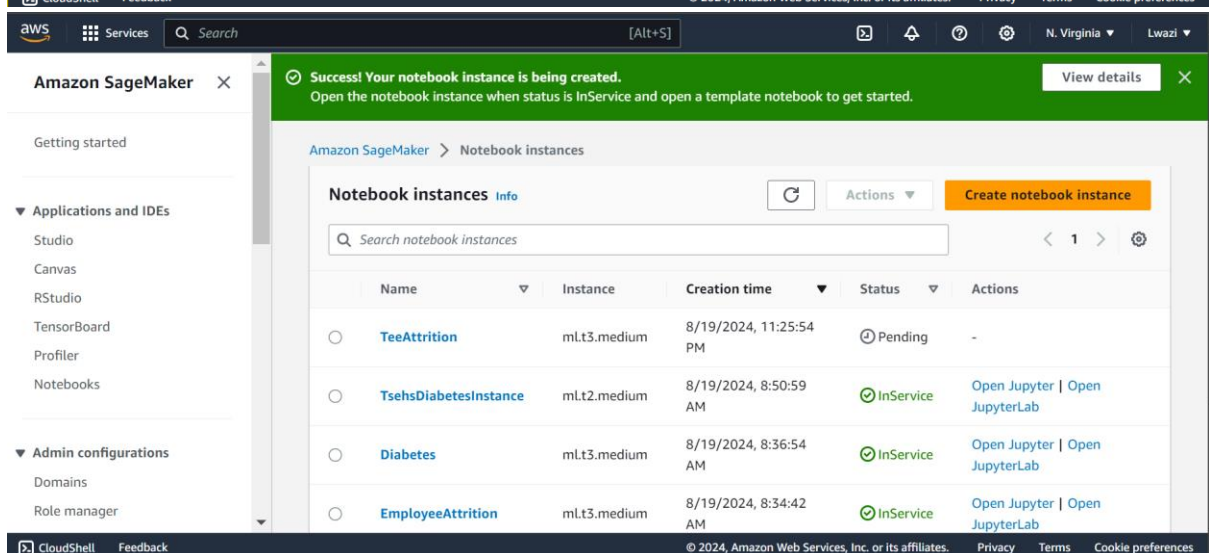 CloudShell Feedback © 2024, Amazon Web Services, Inc. or its affiliates. Privacy Terms Cookie preferences
aws Services Search [Alt+S] N. Virginia Lwazi
Amazon SageMaker
Getting started
Applications and IDEs
Studio
Canvas
RStudio
TensorBoard
Profiler
Notebooks
Admin configurations
Domains
Role manager
Success! Your notebook instance is being created.
Open the notebook instance when status is InService and open a template notebook to get started.
View details
Amazon SageMaker > Notebook instances
Notebook instances Info Actions Create notebook instance
Search notebook instances < 1 >
Name Instance Creation time Status Actions
TeeAttrition ml.t3.medium 8/19/2024, 11:25:54 PM Pending -
TsehsDiabetesInstance ml.t2.medium 8/19/2024, 8:50:59 AM InService Open Jupyter | Open JupyterLab
Diabetes ml.t3.medium 8/19/2024, 8:36:54 AM InService Open Jupyter | Open JupyterLab
EmployeeAttrition ml.t3.medium 8/19/2024, 8:34:42 AM InService Open Jupyter | Open JupyterLab
CloudShell Feedback © 2024, Amazon Web Services, Inc. or its affiliates. Privacy Terms Cookie preferences